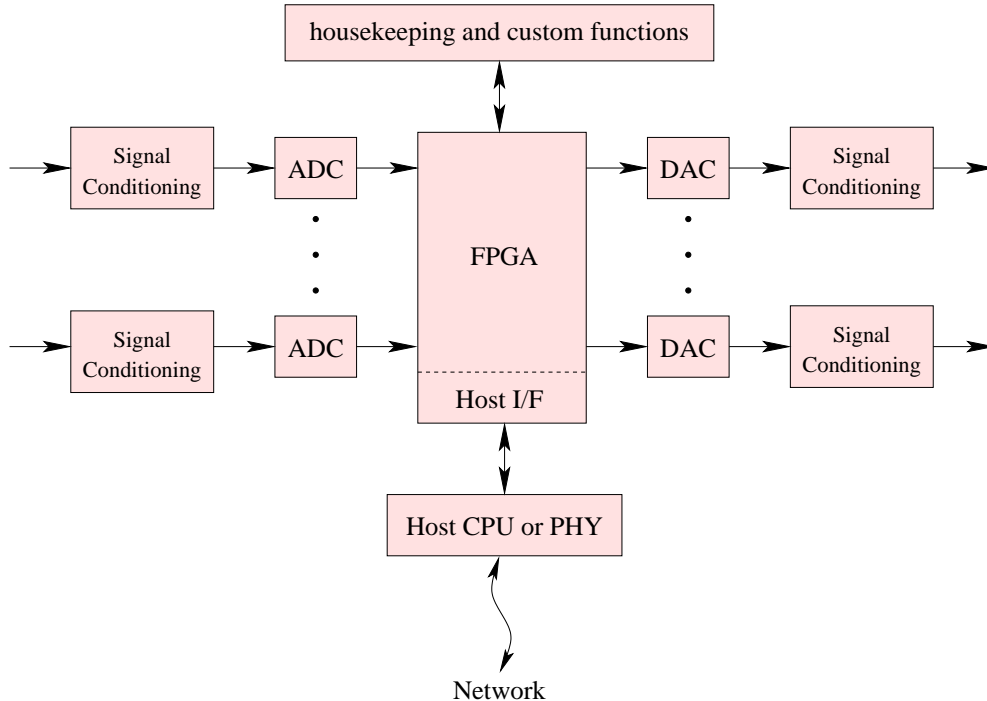 housekeeping and custom functions
Signal
Conditioning
ADC
DAC
Signal
Conditioning
FPGA
Signal
Conditioning
ADC
DAC
Signal
Conditioning
Host I/F
Host CPU or PHY
Network